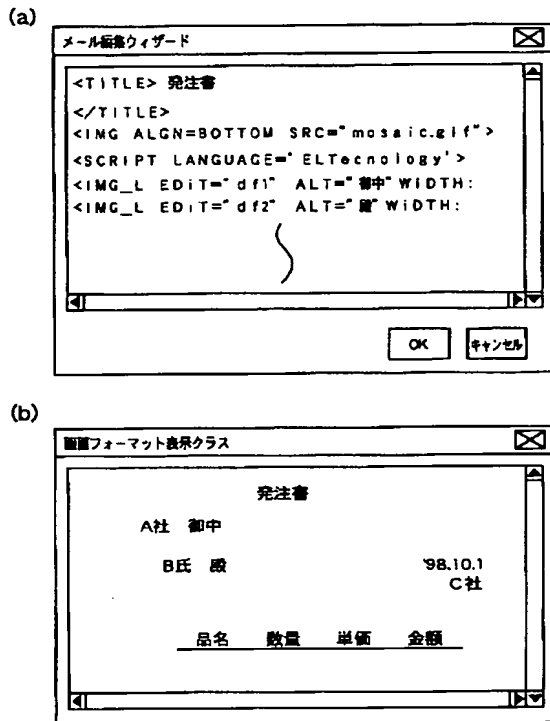 (a)
メール編集ウィザード
<TITLE> 発注書
</TITLE>
<IMG ALGN=BOTTOM SRC="mosaic.gif">
<SCRIPT LANGUAGE="ELTecnology'>
<IMG_L EDiT="df1" ALT="御中" WiDTH:
<IMG_L EDiT="df2" ALT="殿" WiDTH:
OK キャンセル
(b)
画面フォーマット表示クラス
発注書
A社 御中
B氏 殿 '98.10.1
C社
品名 数量 単価 金額